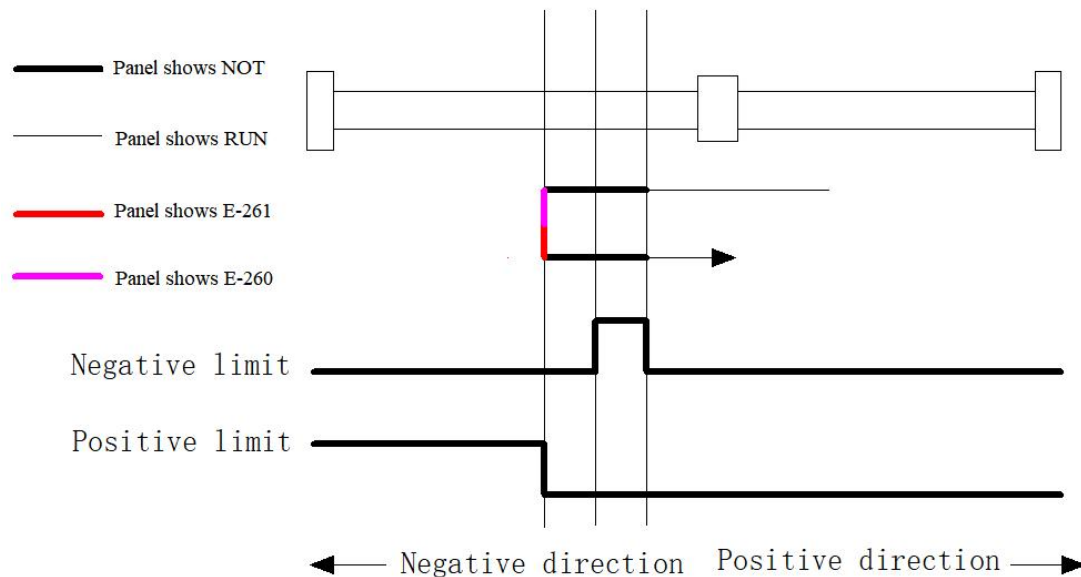 Panel shows NOT
Panel shows RUN
Panel shows E-261
Panel shows E-260
Negative limit
Positive limit
Negative direction
Positive direction